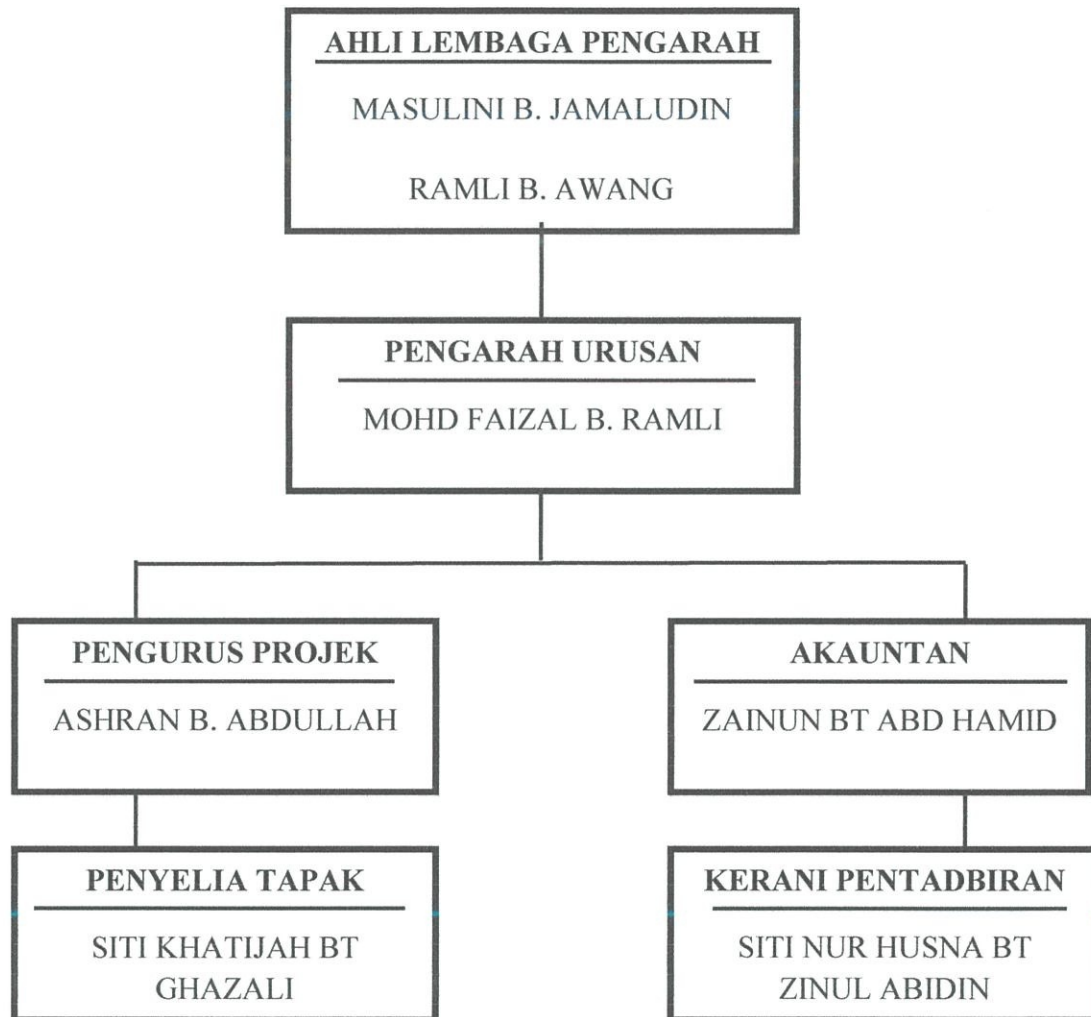 AHLI LEMBAGA PENGARAH
MASULINI B. JAMALUDIN
RAMLI B. AWANG
PENGARAH URUSAN
MOHD FAIZAL B. RAMLI
PENGURUS PROJEK
ASHRAN B. ABDULLAH
AKAUNTAN
ZAINUN BT ABD HAMID
PENYELIA TAPAK
SITI KHATIJAH BT
GHAZALI
KERANI PENTADBIRAN
SITI NUR HUSNA BT
ZINUL ABIDIN